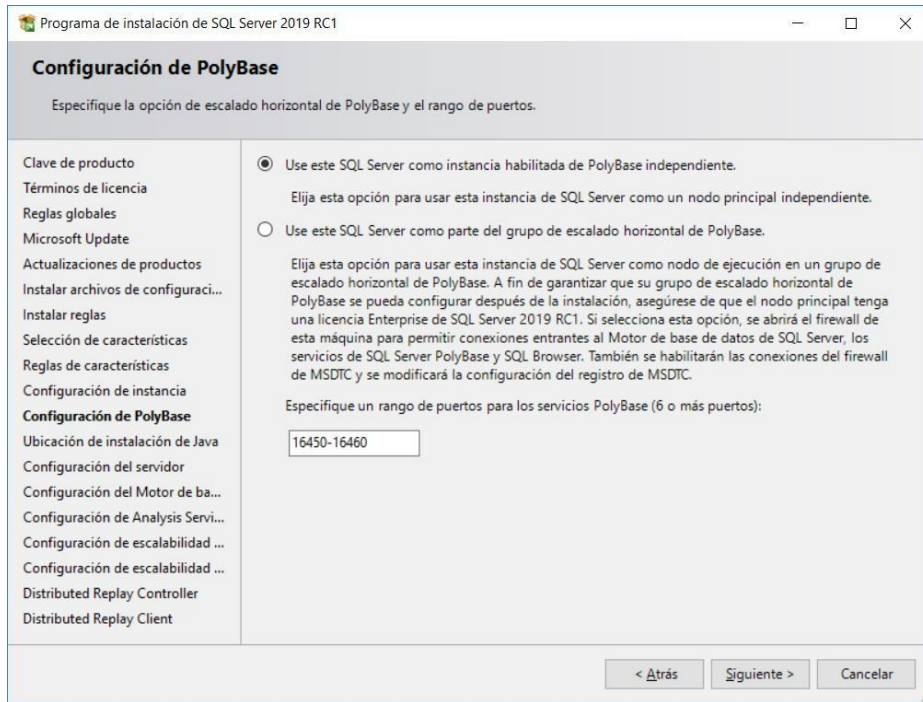 Programa de instalación de SQL Server 2019 RC1
Configuración de PolyBase
Especifique la opción de escalado horizontal de PolyBase y el rango de puertos.
Clave de producto
Términos de licencia
Reglas globales
Microsoft Update
Actualizaciones de productos
Instalar archivos de configuraci...
Instalar reglas
Selección de características
Reglas de características
Configuración de instancia
Configuración de PolyBase
Ubicación de instalación de Java
Configuración del servidor
Configuración del Motor de ba...
Configuración de Analysis Servi...
Configuración de escalabilidad ...
Configuración de escalabilidad ...
Distributed Replay Controller
Distributed Replay Client
Use este SQL Server como instancia habilitada de PolyBase independiente.
Elija esta opción para usar esta instancia de SQL Server como un nodo principal independiente.
Use este SQL Server como parte del grupo de escalado horizontal de PolyBase.
Elija esta opción para usar esta instancia de SQL Server como nodo de ejecución en un grupo de
escalado horizontal de PolyBase. A fin de garantizar que su grupo de escalado horizontal de
PolyBase se pueda configurar después de la instalación, asegúrese de que el nodo principal tenga
una licencia Enterprise de SQL Server 2019 RC1. Si selecciona esta opción, se abrirá el firewall de
esta máquina para permitir conexiones entrantes al Motor de base de datos de SQL Server, los
servicios de SQL Server PolyBase y SQL Browser. También se habilitarán las conexiones del firewall
de MSDTC y se modificará la configuración del registro de MSDTC.
Especifique un rango de puertos para los servicios PolyBase (6 o más puertos):
16450-16460
< Atrás
Siguiente >
Cancelar